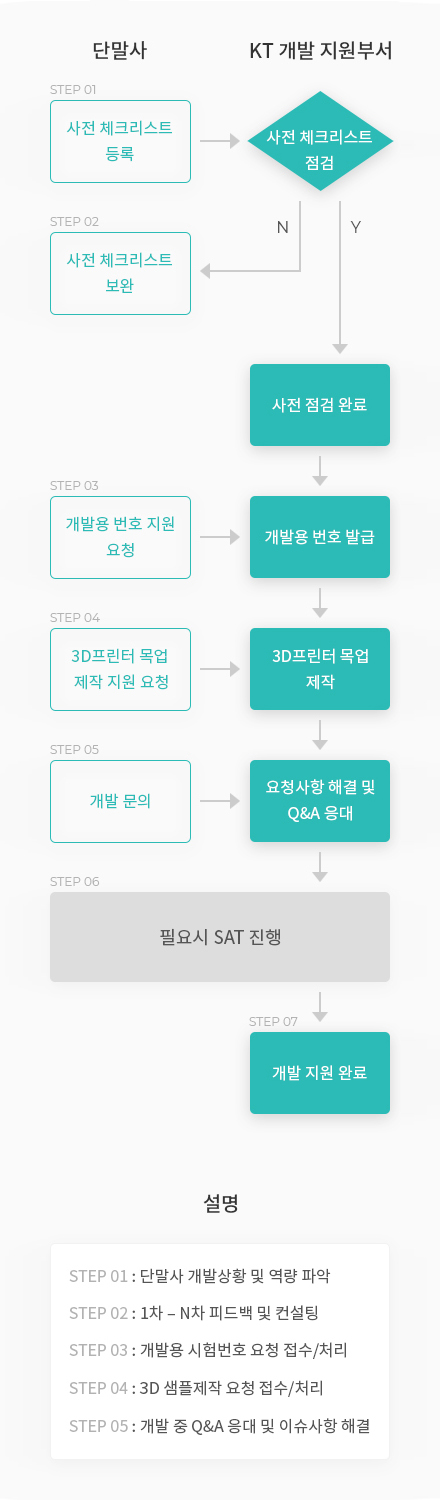 단말사
KT 개발 지원부서
STEP 01
사전 체크리스트
등록
사전 체크리스트
점검
N
Y
STEP 02
사전 체크리스트
보완
사전 점검 완료
STEP 03
개발용 번호 지원
요청
개발용 번호 발급
STEP 04
3D프린터 목업
제작 지원 요청
3D프린터 목업
제작
STEP 05
개발 문의
요청사항 해결 및
Q&A 응대
STEP 06
필요시 SAT 진행
STEP 07
개발 지원 완료
설명
STEP 01 : 단말사 개발상황 및 역량 파악
STEP 02 : 1차 – N차 피드백 및 컨설팅
STEP 03 : 개발용 시험번호 요청 접수/처리
STEP 04 : 3D 샘플제작 요청 접수/처리
STEP 05 : 개발 중 Q&A 응대 및 이슈사항 해결